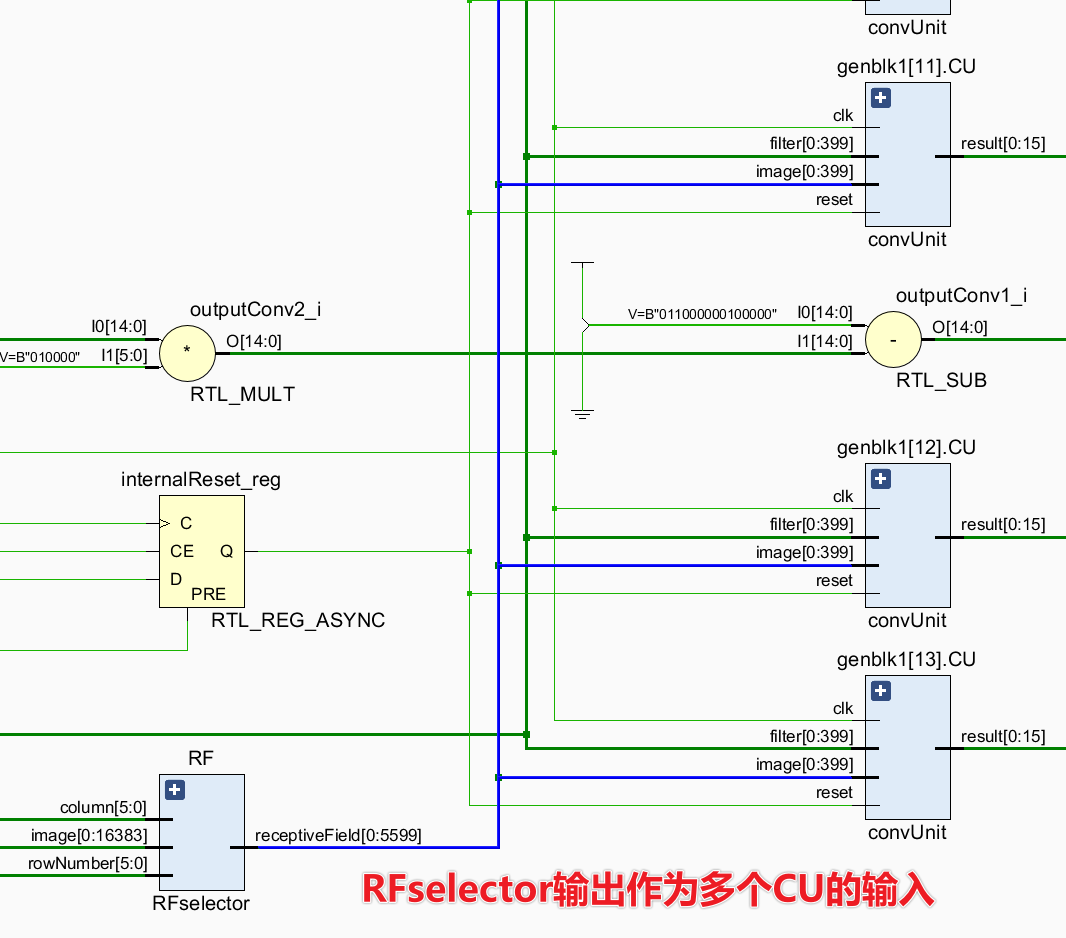 convUnit
genblk1[11].CU
clk
filter[0:399]
result[0:15]
image[0:399]
reset
convUnit
outputConv2_i
I0[14:0]
V=B"010000"
I1[5:0]
*
O[14:0]
RTL_MULT
outputConv1_i
V=B"011000000100000"
I0[14:0]
I1[14:0]
-
O[14:0]
RTL_SUB
internalReset_reg
C
CE
Q
D
PRE
RTL_REG_ASYNC
genblk1[12].CU
clk
filter[0:399]
result[0:15]
image[0:399]
reset
convUnit
genblk1[13].CU
clk
filter[0:399]
result[0:15]
image[0:399]
reset
convUnit
RF
column[5:0]
image[0:16383]
receptiveField[0:5599]
rowNumber[5:0]
RFselector
RFselector输出作为多个CU的输入